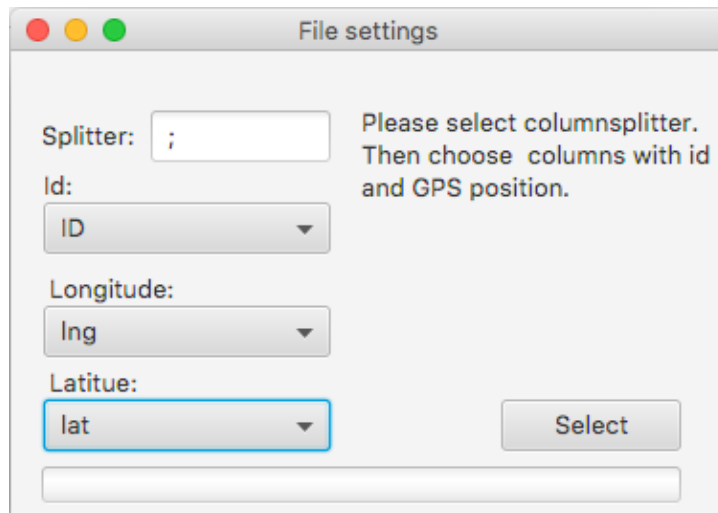 File settings
Splitter: ;
Please select columnsplitter.
Then choose columns with id
and GPS position.
Id:
ID
Longitude:
lng
Latitue:
lat
Select